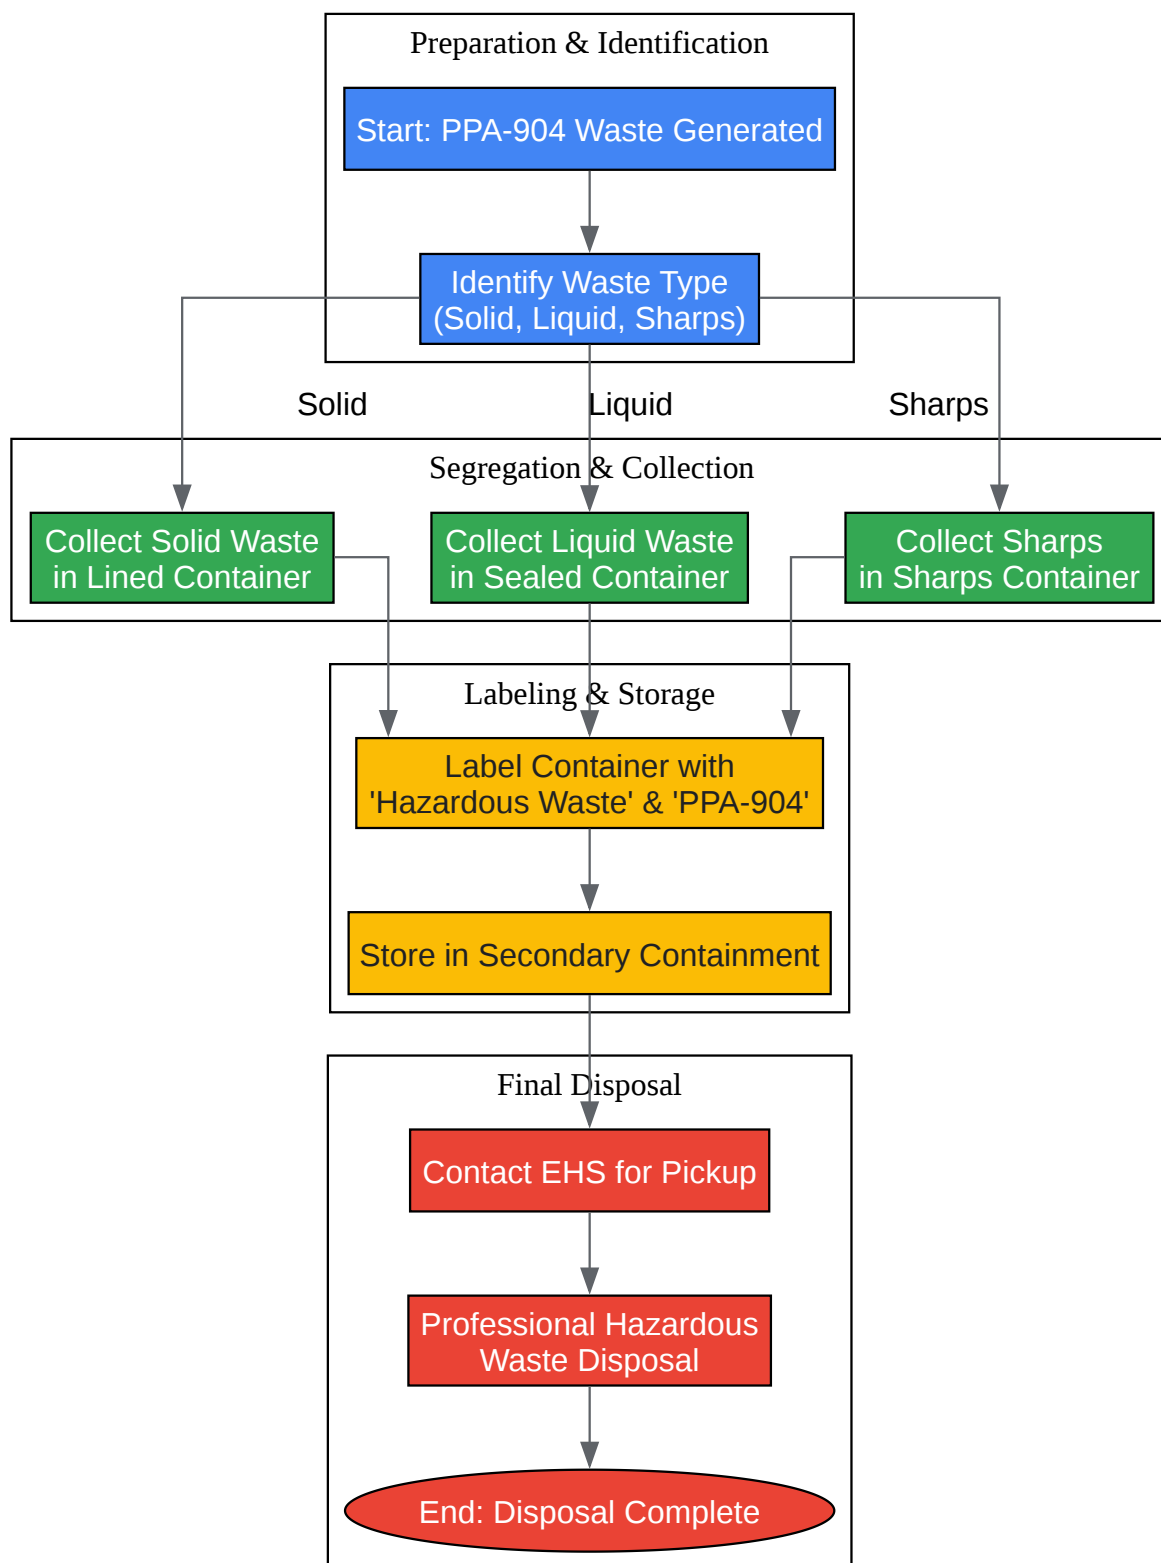 Preparation & Identification
Start: PPA-904 Waste Generated
Identify Waste Type
(Solid, Liquid, Sharps)
Solid
Liquid
Sharps
Segregation & Collection
Collect Solid Waste
in Lined Container
Collect Liquid Waste
in Sealed Container
Collect Sharps
in Sharps Container
Labeling & Storage
Label Container with
'Hazardous Waste' & 'PPA-904'
Store in Secondary Containment
Final Disposal
Contact EHS for Pickup
Professional Hazardous
Waste Disposal
End: Disposal Complete